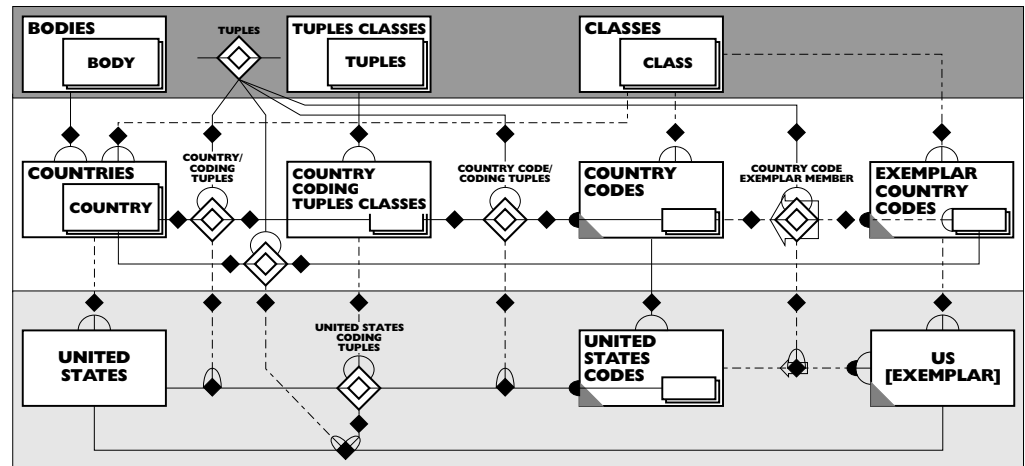 BODIES
BODY
TUPLES
TUPLES CLASSES
TUPLES
CLASSES
CLASS
COUNTRIES
COUNTRY
COUNTRY/
CODING
TUPLES
COUNTRY
CODING
TUPLES CLASSES
COUNTRY CODE/
CODING TUPLES
COUNTRY
CODES
COUNTRY CODE
EXEMPLAR MEMBER
EXEMPLAR
COUNTRY
CODES
UNITED
STATES
UNITED STATES
CODING
TUPLES
UNITED
STATES
CODES
US
[EXEMPLAR]